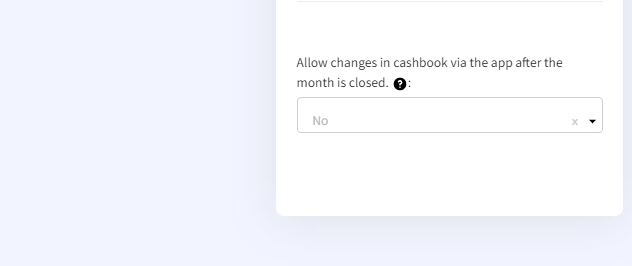 Allow changes in cashbook via the app after the
month is closed. ?:
No x